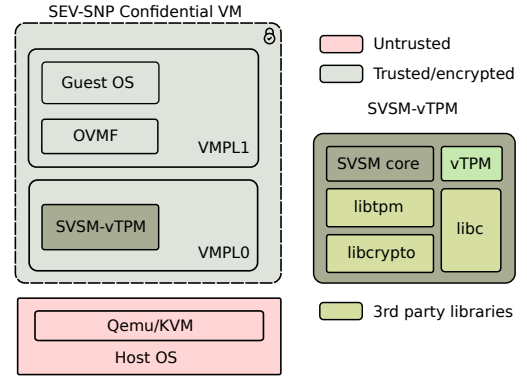 SEV-SNP Confidential VM
Guest OS
OVMF
VMPL1
SVSM-vTPM
VMPL0
Qemu/KVM
Host OS
Untrusted
Trusted/encrypted
SVSM-vTPM
SVSM core
vTPM
libtpm
libc
libcrypto
3rd party libraries